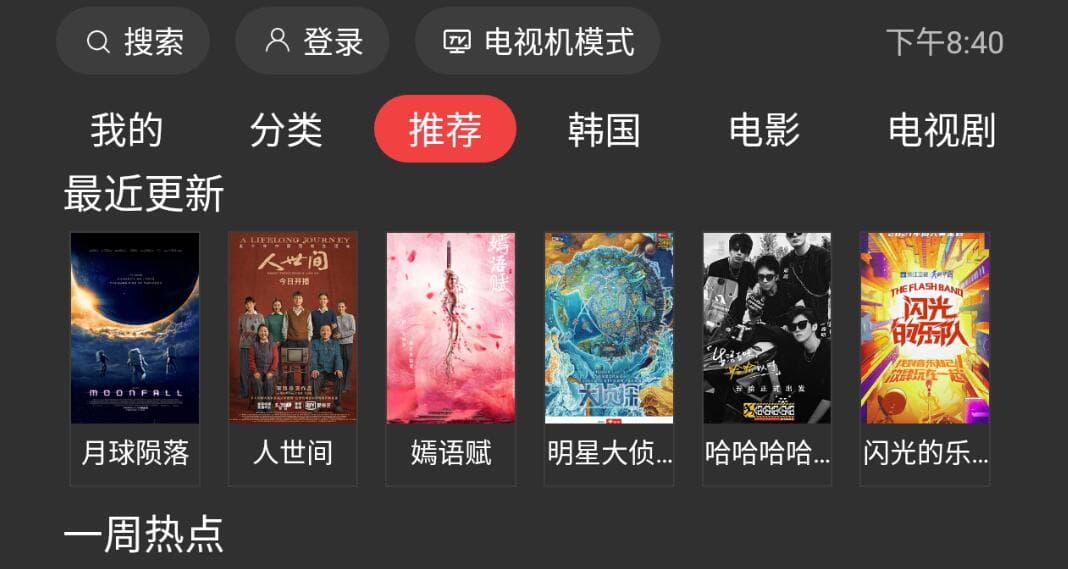 搜索
登录
电视机模式
下午8:40
我的
分类
推荐
韩国
电影
电视剧
最近更新
MOONFALL
A LIFELONG JOURNEY
人世间
今日开播
嫣语赋
大侦探
浙江卫视
THE FLASH BAND
闪光的乐队
月球陨落
人世间
嫣语赋
明星大侦...
哈哈哈哈...
闪光的乐...
一周热点